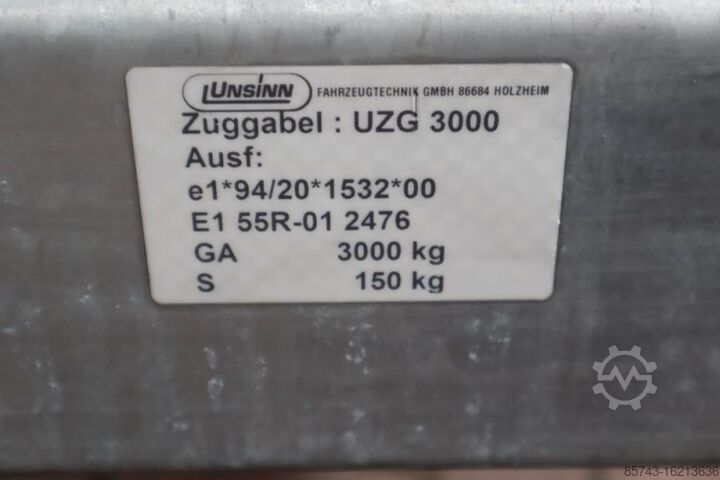 UNSINN FAHRZEUGTECHNIK GMBH 86684 HOLZHEIM
Zuggabel : UZG 3000
Ausf:
e1*94/20*1532*00
E1 55R-01 2476
GA 3000 kg
S 150 kg
85743-16213636